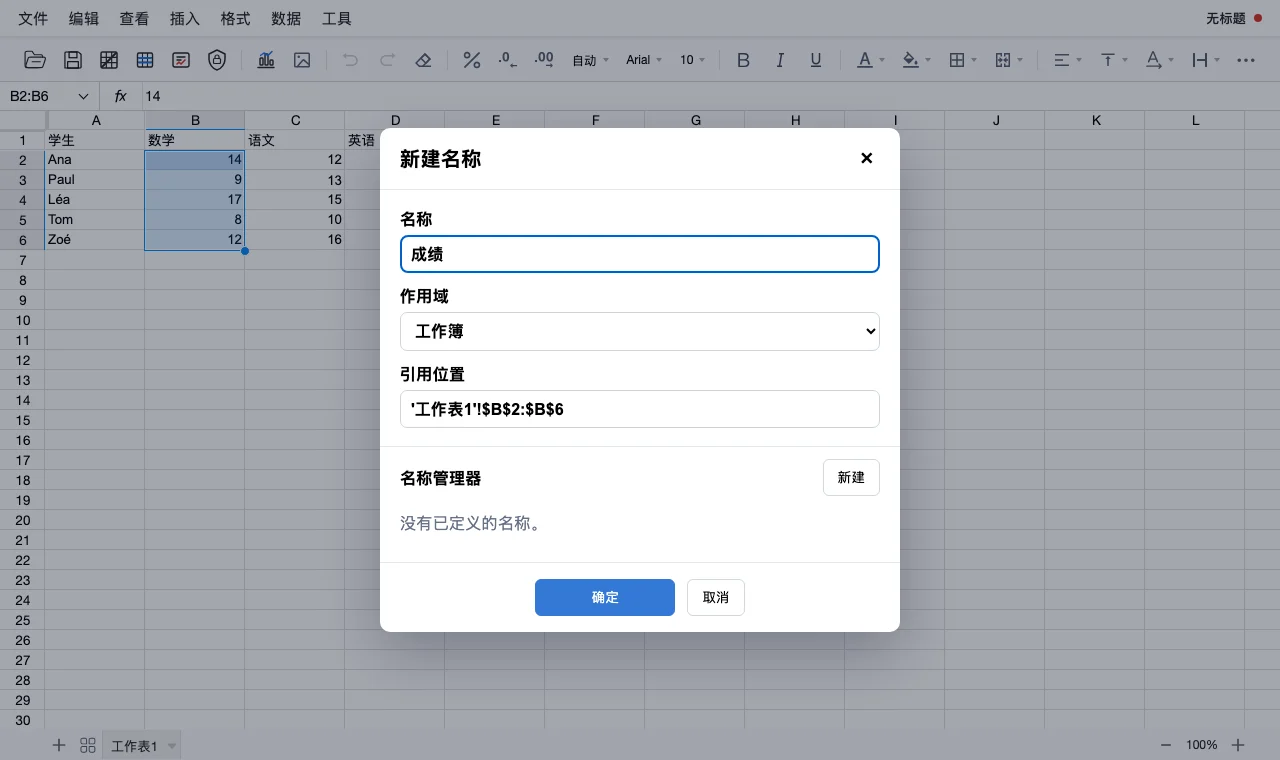 文件 编辑 查看 插入 格式 数据 工具 无标题
.0 .00 自动 Arial 10 B I U A A
B2:B6 fx 14
A B C D E F G H I J K L
1 学生 数学 语文 英语
2 Ana 14 12
3 Paul 9 13
4 Léa 17 15
5 Tom 8 10
6 Zoé 12 16
7
8
9
10
11
12
13
14
15
16
17
18
19
20
21
22
23
24
25
26
27
28
29
30
新建名称
名称
成绩
作用域
工作簿
引用位置
'工作表1'!$B$2:$B$6
名称管理器 新建
没有已定义的名称。
确定 取消
工作表1 100%